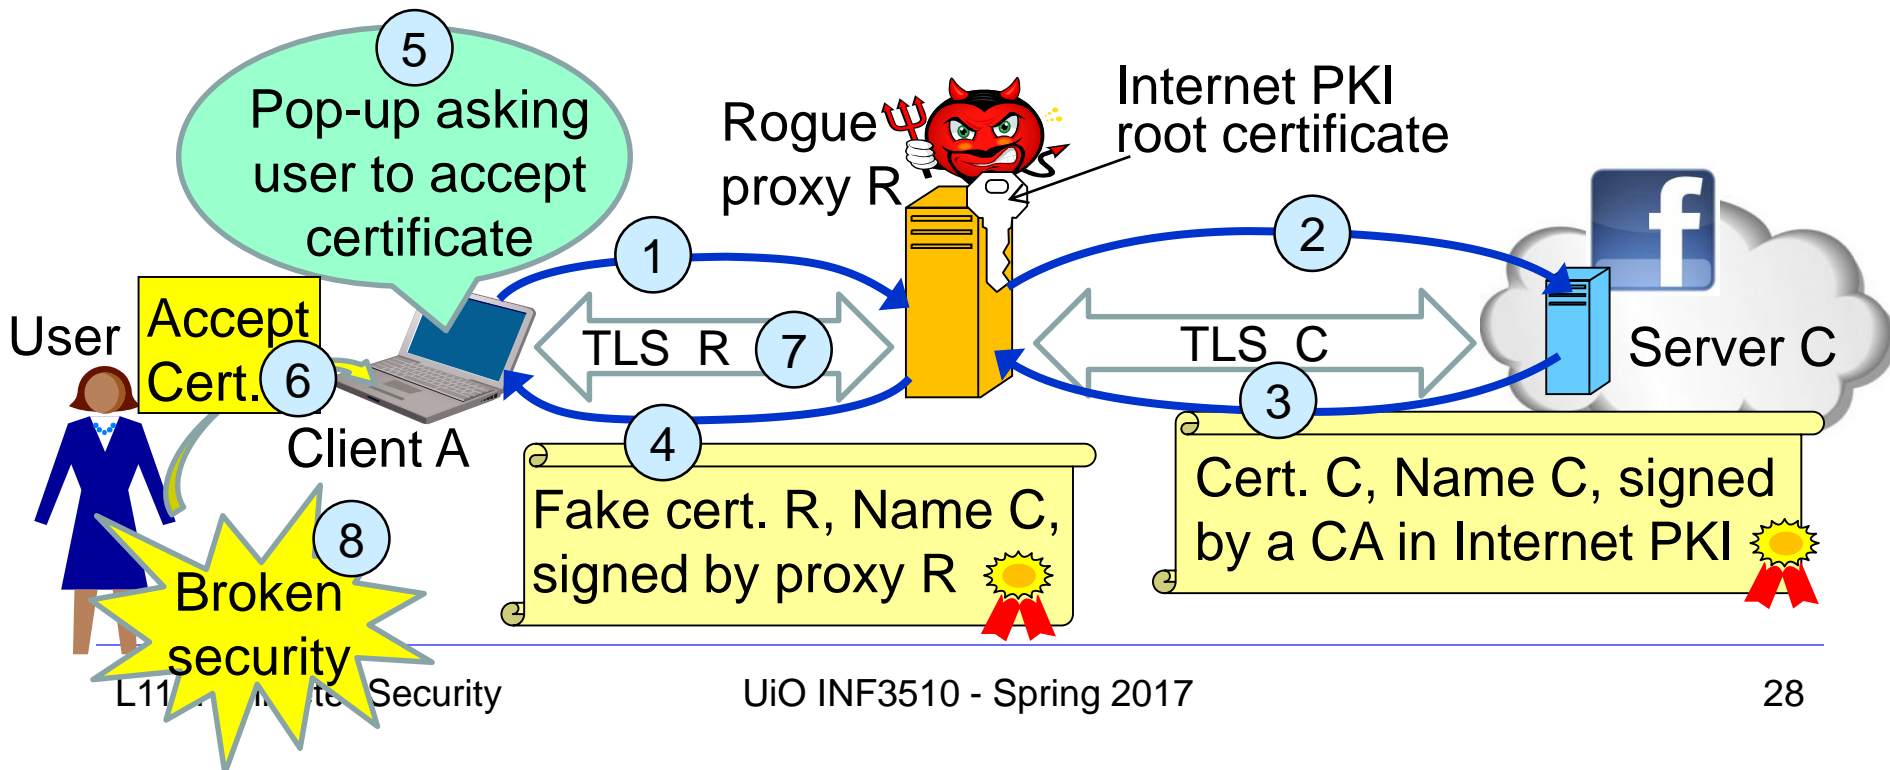 5
Pop-up asking
user to accept
certificate
Rogue
proxy R
Internet PKI
root certificate
f
1
2
User
Accept
Cert.
6
TLS R
7
TLS C
Server C
Client A
4
3
Fake cert. R, Name C,
signed by proxy R
Cert. C, Name C, signed
by a CA in Internet PKI
8
Broken
security
L11 Security
UiO INF3510 - Spring 2017
28